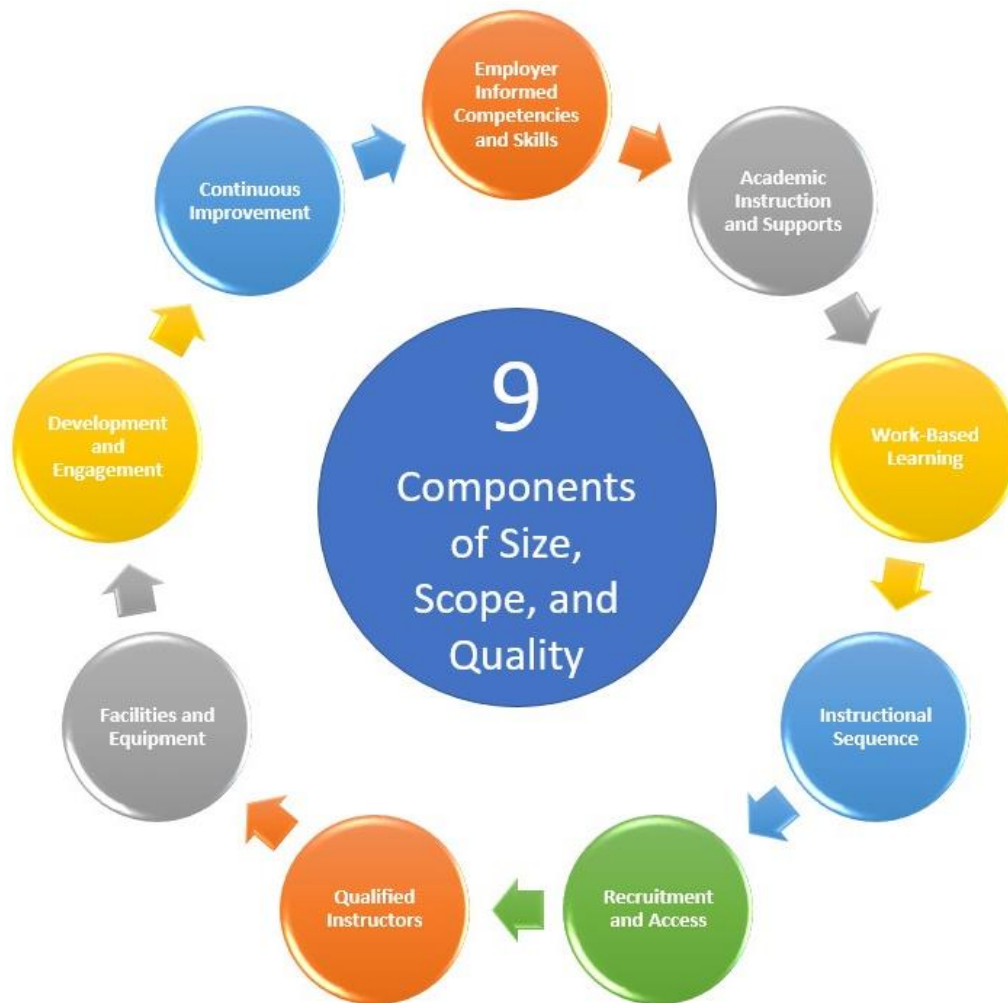 Employer
Informed
Competencies
and Skills
Academic
Instruction
and Supports
Work-Based
Learning
Instructional
Sequence
Recruitment
and Access
Qualified
Instructors
Facilities and
Equipment
Development
and
Engagement
Continuous
Improvement
9
Components
of Size,
Scope, and
Quality